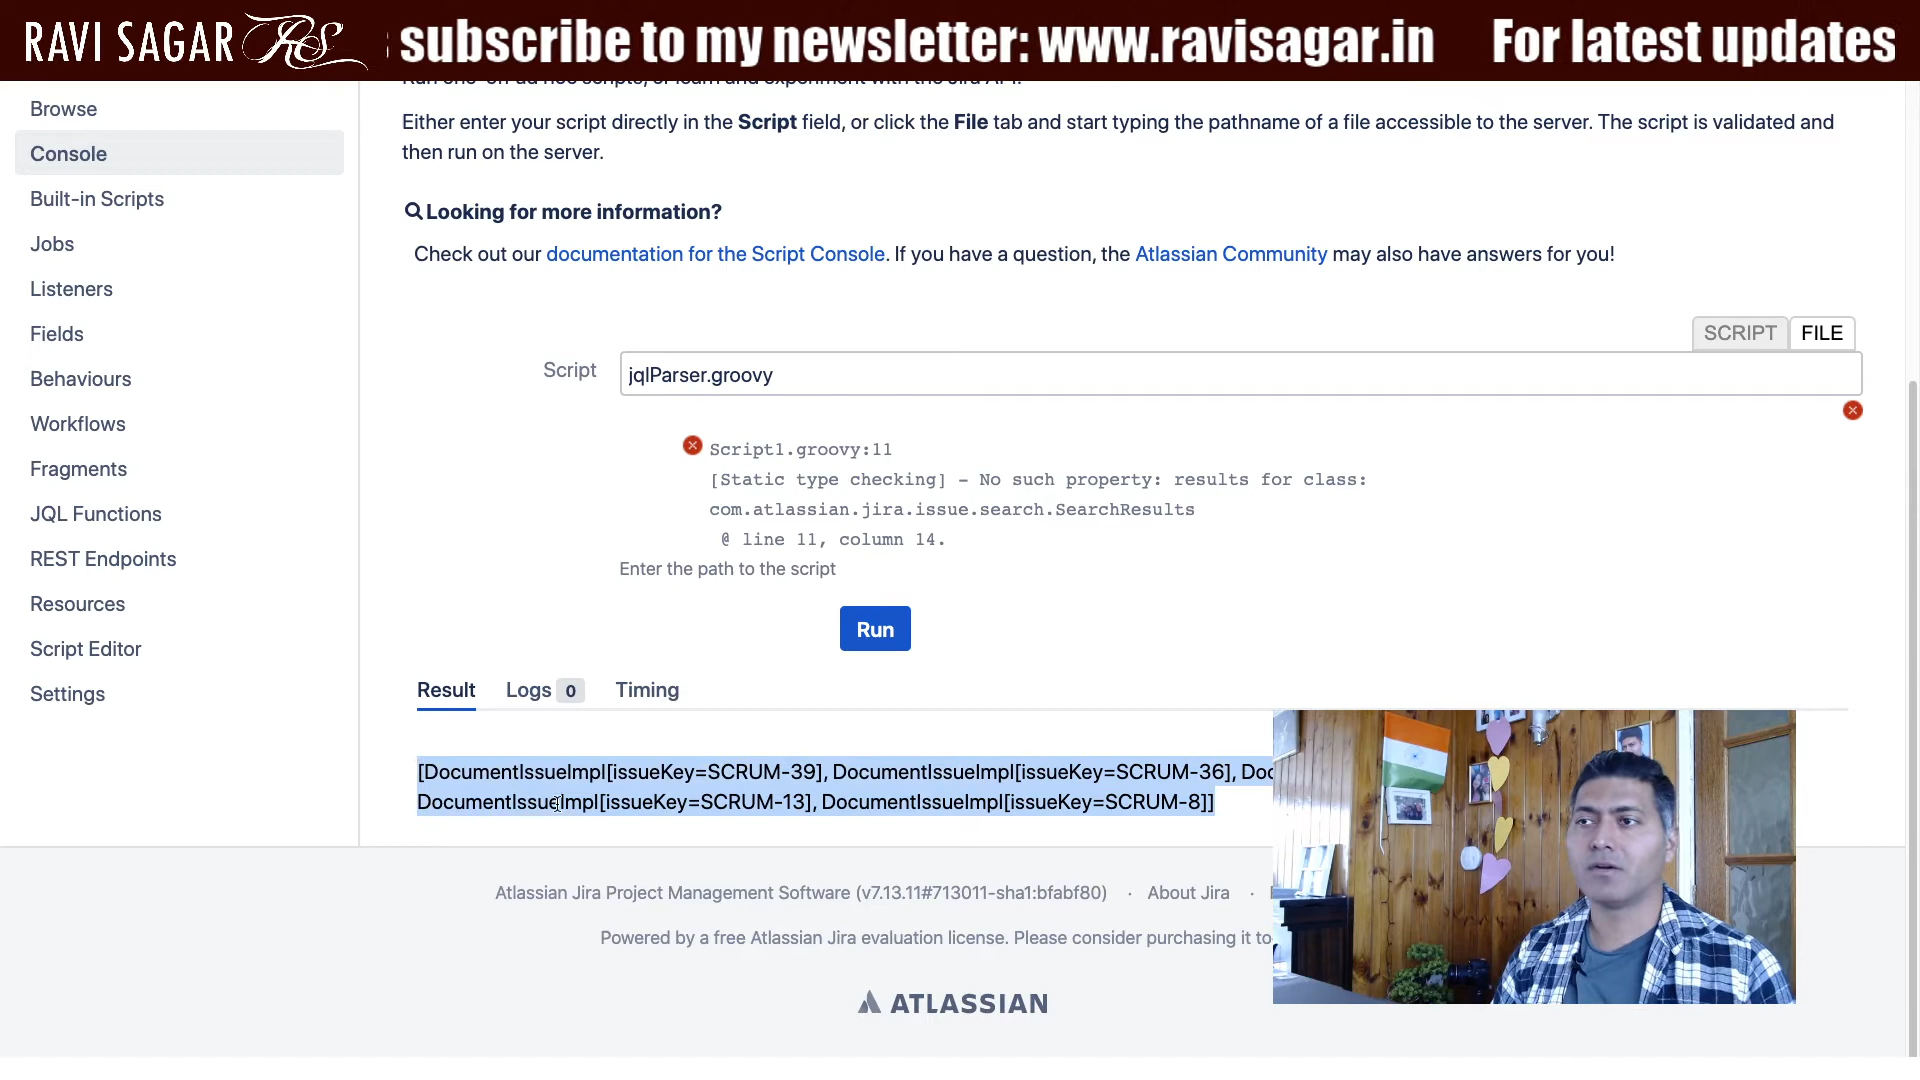 RAVI SAGAR RS
subscribe to my newsletter: www.ravisagar.in For latest updates
Browse
Console
Built-in Scripts
Jobs
Listeners
Fields
Behaviours
Workflows
Fragments
JQL Functions
REST Endpoints
Resources
Script Editor
Settings
Either enter your script directly in the Script field, or click the File tab and start typing the pathname of a file accessible to the server. The script is validated and
then run on the server.
Looking for more information?
Check out our documentation for the Script Console. If you have a question, the Atlassian Community may also have answers for you!
SCRIPT FILE
Script jqlParser.groovy
Script1.groovy:11
[Static type checking] - No such property: results for class:
com.atlassian.jira.issue.search.SearchResults
@ line 11, column 14.
Enter the path to the script
Run
Result Logs 0 Timing
[DocumentIssueImpl[issueKey=SCRUM-39], DocumentIssueImpl[issueKey=SCRUM-36], Doc
DocumentIssueImpl[issueKey=SCRUM-13], DocumentIssueImpl[issueKey=SCRUM-8]]
Atlassian Jira Project Management Software (v7.13.11#713011-sha1:bfabf80) · About Jira ·
Powered by a free Atlassian Jira evaluation license. Please consider purchasing it to
ATLASSIAN